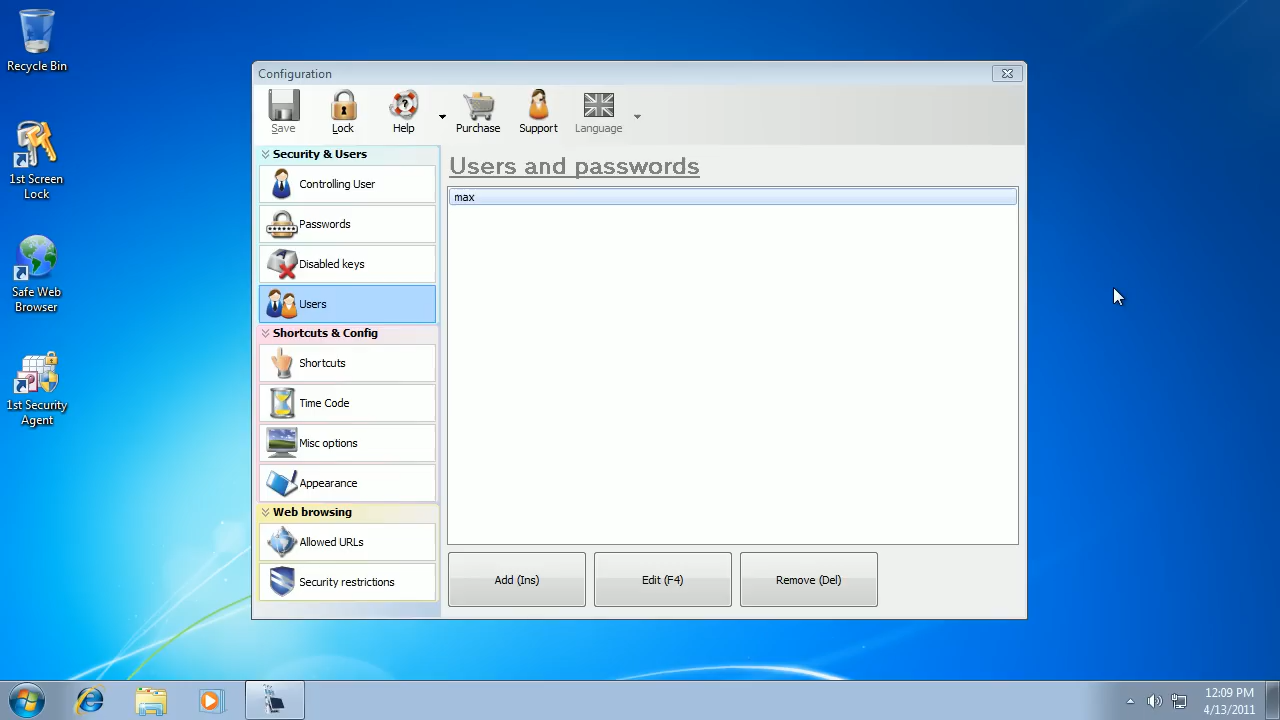 Recycle Bin
1st Screen
Lock
Safe Web
Browser
1st Security
Agent
Configuration
Save
Lock
Help
Purchase
Support
Language
Security & Users
Controlling User
Passwords
Disabled keys
Users
Shortcuts & Config
Shortcuts
Time Code
Misc options
Appearance
Web browsing
Allowed URLs
Security restrictions
Users and passwords
max
Add (Ins)
Edit (F4)
Remove (Del)
12:09 PM
4/13/2011